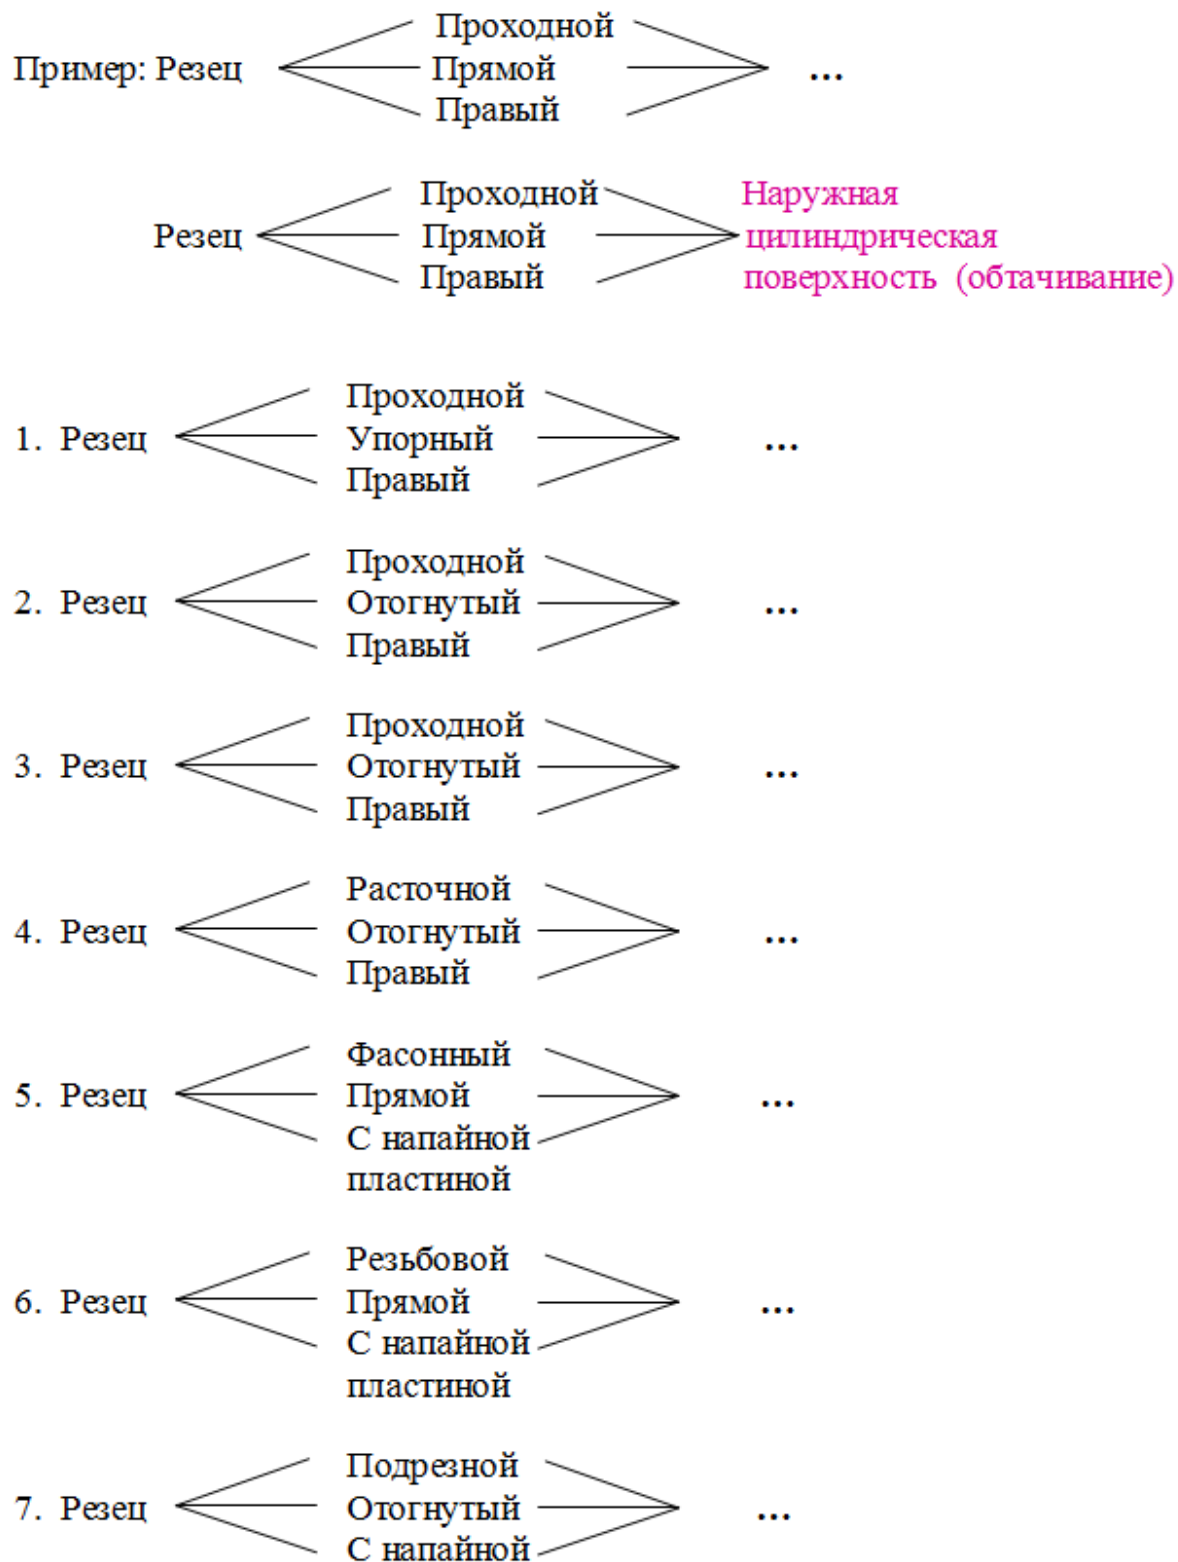 Проходной
Пример: Резец Прямой ...
Правый
Проходной Наружная
Резец Прямой цилиндрическая
Правый поверхность (обтачивание)
Проходной
1. Резец Упорный ...
Правый
Проходной
2. Резец Отогнутый ...
Правый
Проходной
3. Резец Отогнутый ...
Правый
Расточной
4. Резец Отогнутый ...
Правый
Фасонный
5. Резец Прямой ...
С напайной
пластиной
Резьбовой
6. Резец Прямой ...
С напайной
пластиной
Подрезной
7. Резец Отогнутый ...
С напайной